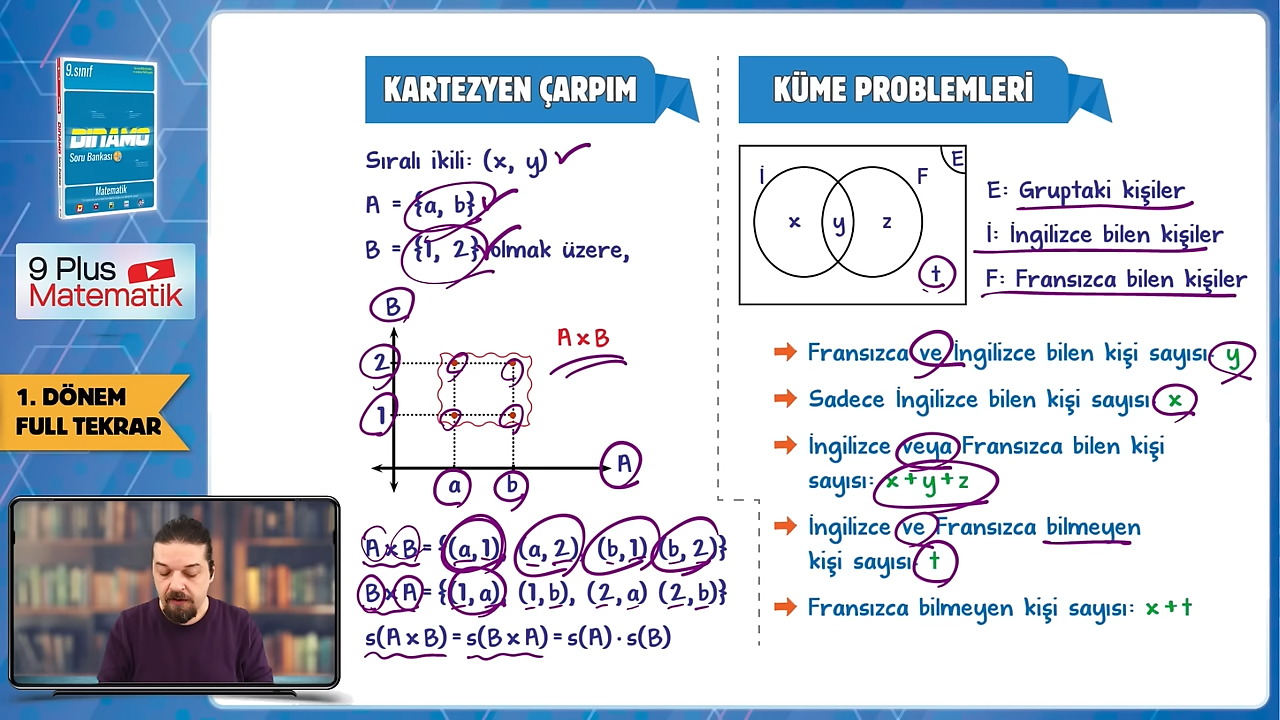 9.sınıf
DİNAMO
Soru Bankası
Matematik
9 Plus
Matematik
1. DÖNEM
FULL TEKRAR
KARTEZYEN ÇARPIM
Sıralı ikili: (x, y)
A = {a, b}
B = {1, 2} olmak üzere,
B
A x B
2
1
A
a b
A x B = {(a, 1) (a, 2) (b, 1) (b, 2)}
B x A = {(1, a) (1, b), (2, a) (2, b)}
s(A x B) = s(B x A) = s(A) · s(B)
KÜME PROBLEMLERİ
E
İ F
x y z
t
E: Gruptaki kişiler
İ: İngilizce bilen kişiler
F: Fransızca bilen kişiler
Fransızca ve İngilizce bilen kişi sayısı: y
Sadece İngilizce bilen kişi sayısı: x
İngilizce veya Fransızca bilen kişi
sayısı: x + y + z
İngilizce ve Fransızca bilmeyen
kişi sayısı: t
Fransızca bilmeyen kişi sayısı: x + t